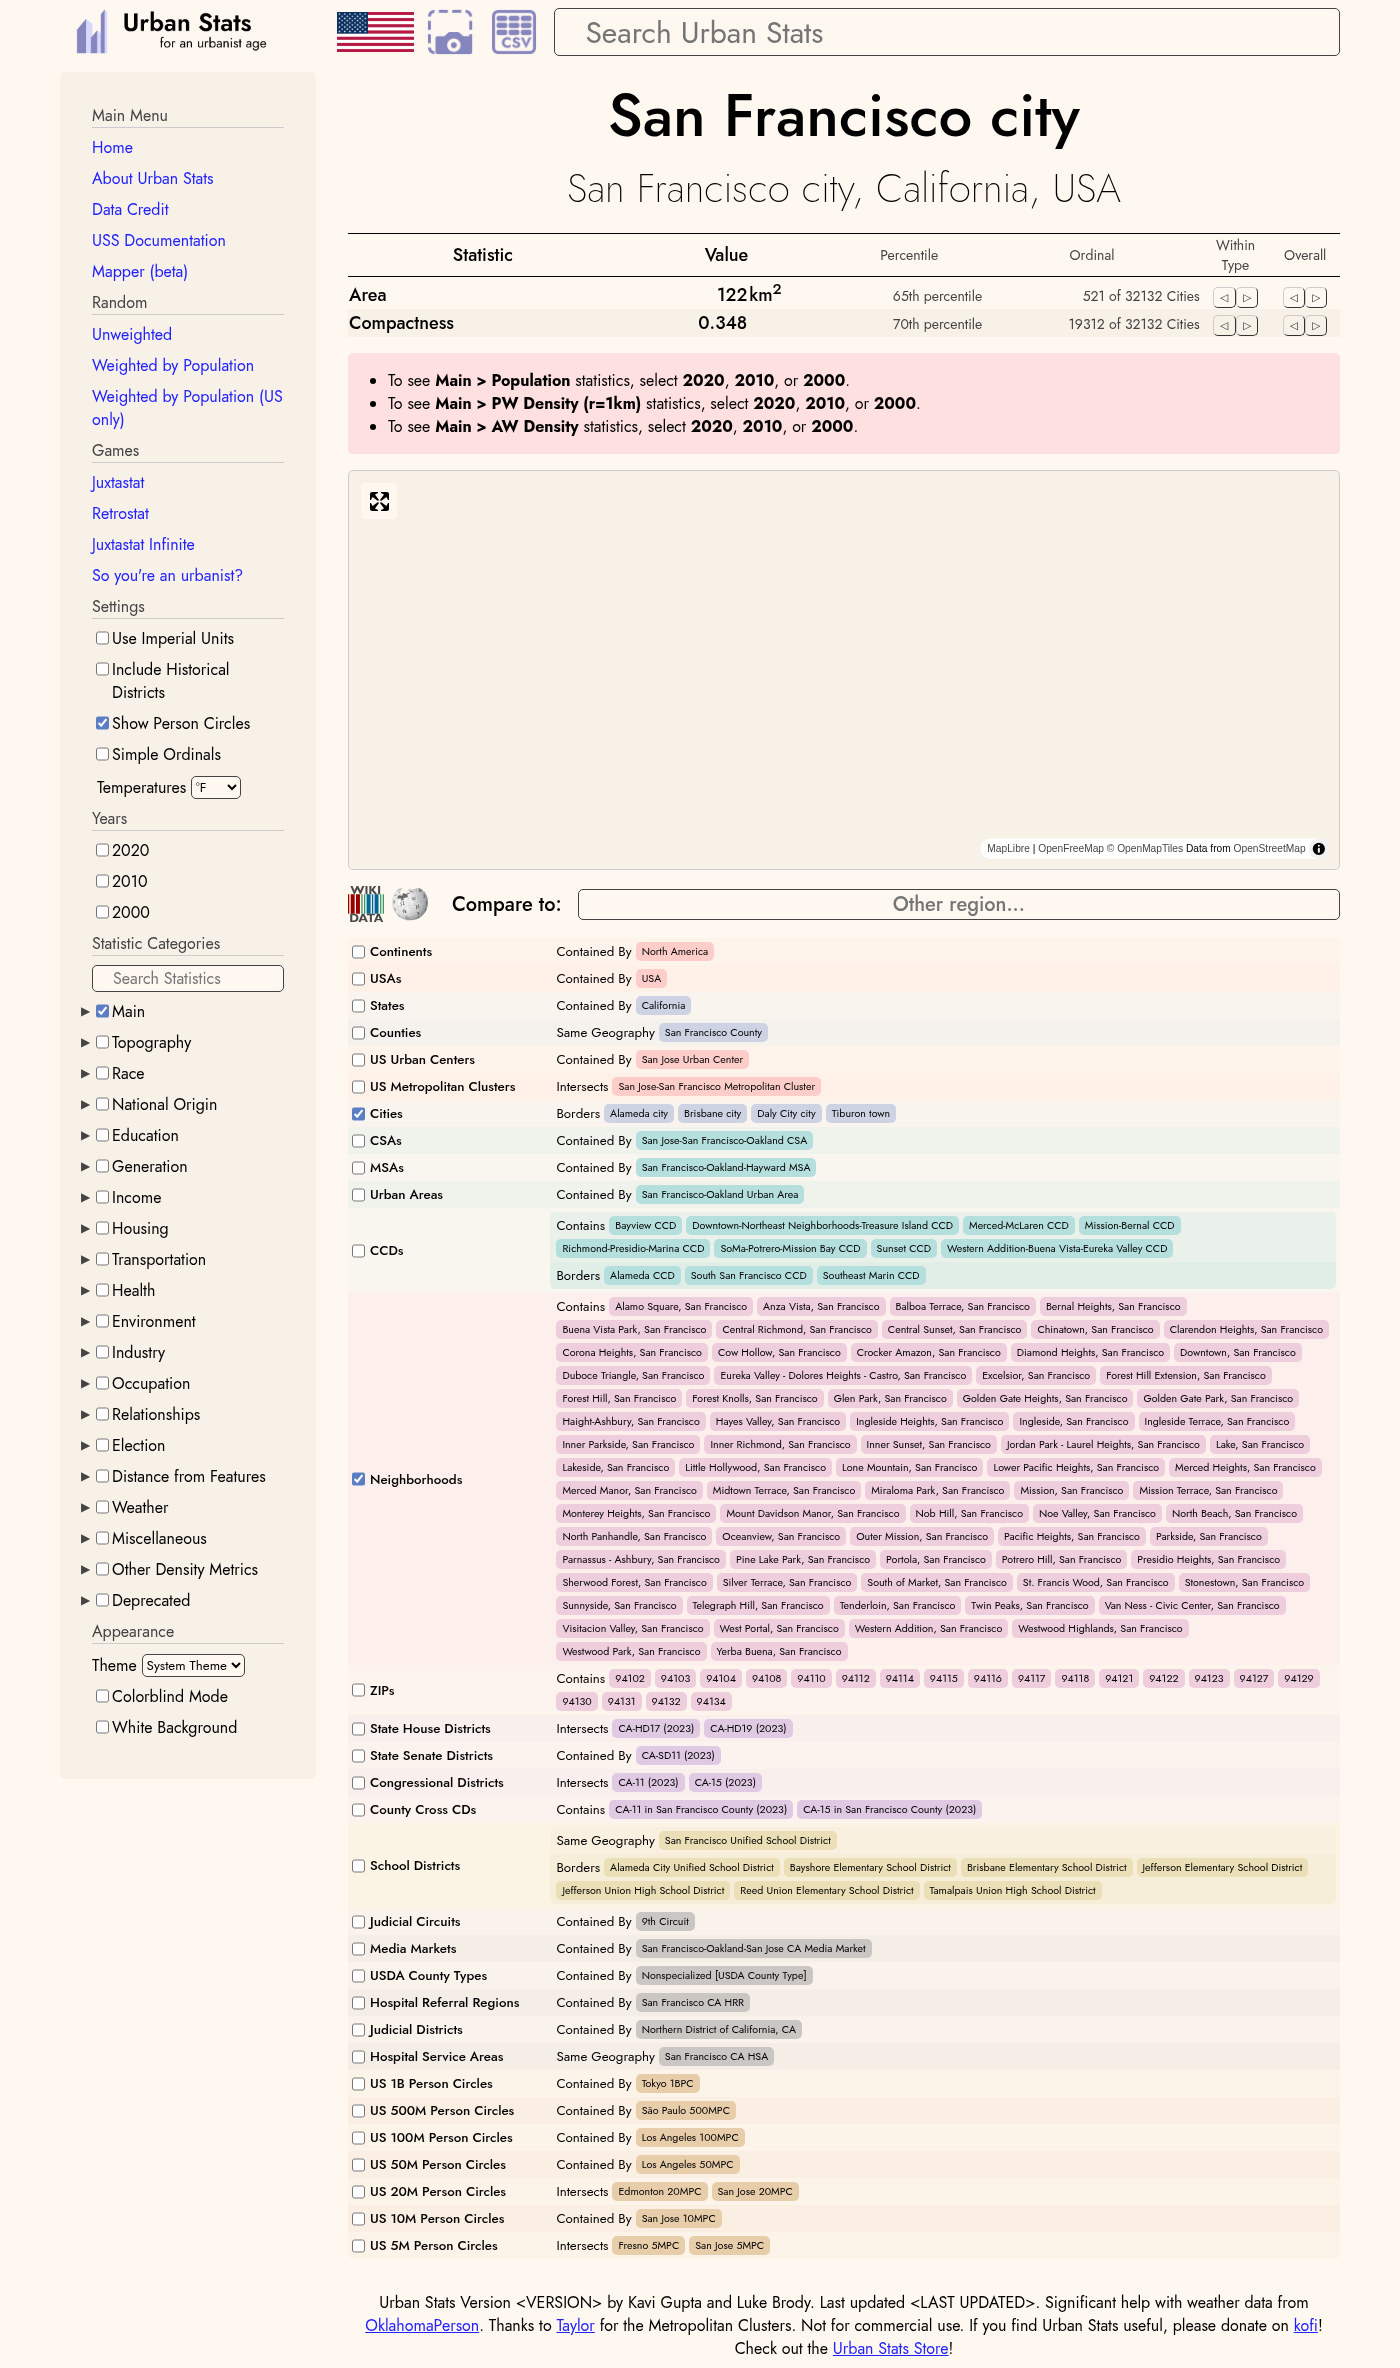 Urban Stats
for an urbanist age
CSV
Search Urban Stats
Main Menu
Home
About Urban Stats
Data Credit
USS Documentation
Mapper (beta)
Random
Unweighted
Weighted by Population
Weighted by Population (US
only)
Games
Juxtastat
Retrostat
Juxtastat Infinite
So you're an urbanist?
Settings
Use Imperial Units
Include Historical
Districts
Show Person Circles
Simple Ordinals
Temperatures °F
Years
2020
2010
2000
Statistic Categories
Search Statistics
Main
Topography
Race
National Origin
Education
Generation
Income
Housing
Transportation
Health
Environment
Industry
Occupation
Relationships
Election
Distance from Features
Weather
Miscellaneous
Other Density Metrics
Deprecated
Appearance
Theme System Theme
Colorblind Mode
White Background
San Francisco city
San Francisco city, California, USA
Statistic Value Percentile Ordinal Within Type Overall
Area 122 km² 65th percentile 521 of 32132 Cities
Compactness 0.348 70th percentile 19312 of 32132 Cities
To see Main > Population statistics, select 2020, 2010, or 2000.
To see Main > PW Density (r=1km) statistics, select 2020, 2010, or 2000.
To see Main > AW Density statistics, select 2020, 2010, or 2000.
MapLibre | OpenFreeMap © OpenMapTiles Data from OpenStreetMap
WIKI
DATA
Compare to: Other region...
Continents Contained By North America
USAs Contained By USA
States Contained By California
Counties Same Geography San Francisco County
US Urban Centers Contained By San Jose Urban Center
US Metropolitan Clusters Intersects San Jose-San Francisco Metropolitan Cluster
Cities Borders Alameda city Brisbane city Daly City city Tiburon town
CSAs Contained By San Jose-San Francisco-Oakland CSA
MSAs Contained By San Francisco-Oakland-Hayward MSA
Urban Areas Contained By San Francisco-Oakland Urban Area
CCDs
Contains Bayview CCD Downtown-Northeast Neighborhoods-Treasure Island CCD Merced-McLaren CCD Mission-Bernal CCD
Richmond-Presidio-Marina CCD SoMa-Potrero-Mission Bay CCD Sunset CCD Western Addition-Buena Vista-Eureka Valley CCD
Borders Alameda CCD South San Francisco CCD Southeast Marin CCD
Neighborhoods
Contains Alamo Square, San Francisco Anza Vista, San Francisco Balboa Terrace, San Francisco Bernal Heights, San Francisco
Buena Vista Park, San Francisco Central Richmond, San Francisco Central Sunset, San Francisco Chinatown, San Francisco Clarendon Heights, San Francisco
Corona Heights, San Francisco Cow Hollow, San Francisco Crocker Amazon, San Francisco Diamond Heights, San Francisco Downtown, San Francisco
Duboce Triangle, San Francisco Eureka Valley - Dolores Heights - Castro, San Francisco Excelsior, San Francisco Forest Hill Extension, San Francisco
Forest Hill, San Francisco Forest Knolls, San Francisco Glen Park, San Francisco Golden Gate Heights, San Francisco Golden Gate Park, San Francisco
Haight-Ashbury, San Francisco Hayes Valley, San Francisco Ingleside Heights, San Francisco Ingleside, San Francisco Ingleside Terrace, San Francisco
Inner Parkside, San Francisco Inner Richmond, San Francisco Inner Sunset, San Francisco Jordan Park - Laurel Heights, San Francisco Lake, San Francisco
Lakeside, San Francisco Little Hollywood, San Francisco Lone Mountain, San Francisco Lower Pacific Heights, San Francisco Merced Heights, San Francisco
Merced Manor, San Francisco Midtown Terrace, San Francisco Miraloma Park, San Francisco Mission, San Francisco Mission Terrace, San Francisco
Monterey Heights, San Francisco Mount Davidson Manor, San Francisco Nob Hill, San Francisco Noe Valley, San Francisco North Beach, San Francisco
North Panhandle, San Francisco Oceanview, San Francisco Outer Mission, San Francisco Pacific Heights, San Francisco Parkside, San Francisco
Parnassus - Ashbury, San Francisco Pine Lake Park, San Francisco Portola, San Francisco Potrero Hill, San Francisco Presidio Heights, San Francisco
Sherwood Forest, San Francisco Silver Terrace, San Francisco South of Market, San Francisco St. Francis Wood, San Francisco Stonestown, San Francisco
Sunnyside, San Francisco Telegraph Hill, San Francisco Tenderloin, San Francisco Twin Peaks, San Francisco Van Ness - Civic Center, San Francisco
Visitacion Valley, San Francisco West Portal, San Francisco Western Addition, San Francisco Westwood Highlands, San Francisco
Westwood Park, San Francisco Yerba Buena, San Francisco
ZIPs
Contains 94102 94103 94104 94108 94110 94112 94114 94115 94116 94117 94118 94121 94122 94123 94127 94129
94130 94131 94132 94134
State House Districts Intersects CA-HD17 (2023) CA-HD19 (2023)
State Senate Districts Contained By CA-SD11 (2023)
Congressional Districts Intersects CA-11 (2023) CA-15 (2023)
County Cross CDs Contains CA-11 in San Francisco County (2023) CA-15 in San Francisco County (2023)
School Districts
Same Geography San Francisco Unified School District
Borders Alameda City Unified School District Bayshore Elementary School District Brisbane Elementary School District Jefferson Elementary School District
Jefferson Union High School District Reed Union Elementary School District Tamalpais Union High School District
Judicial Circuits Contained By 9th Circuit
Media Markets Contained By San Francisco-Oakland-San Jose CA Media Market
USDA County Types Contained By Nonspecialized [USDA County Type]
Hospital Referral Regions Contained By San Francisco CA HRR
Judicial Districts Contained By Northern District of California, CA
Hospital Service Areas Same Geography San Francisco CA HSA
US 1B Person Circles Contained By Tokyo 1BPC
US 500M Person Circles Contained By São Paulo 500MPC
US 100M Person Circles Contained By Los Angeles 100MPC
US 50M Person Circles Contained By Los Angeles 50MPC
US 20M Person Circles Intersects Edmonton 20MPC San Jose 20MPC
US 10M Person Circles Contained By San Jose 10MPC
US 5M Person Circles Intersects Fresno 5MPC San Jose 5MPC
Urban Stats Version <VERSION> by Kavi Gupta and Luke Brody. Last updated <LAST UPDATED>. Significant help with weather data from
OklahomaPerson. Thanks to Taylor for the Metropolitan Clusters. Not for commercial use. If you find Urban Stats useful, please donate on kofi!
Check out the Urban Stats Store!